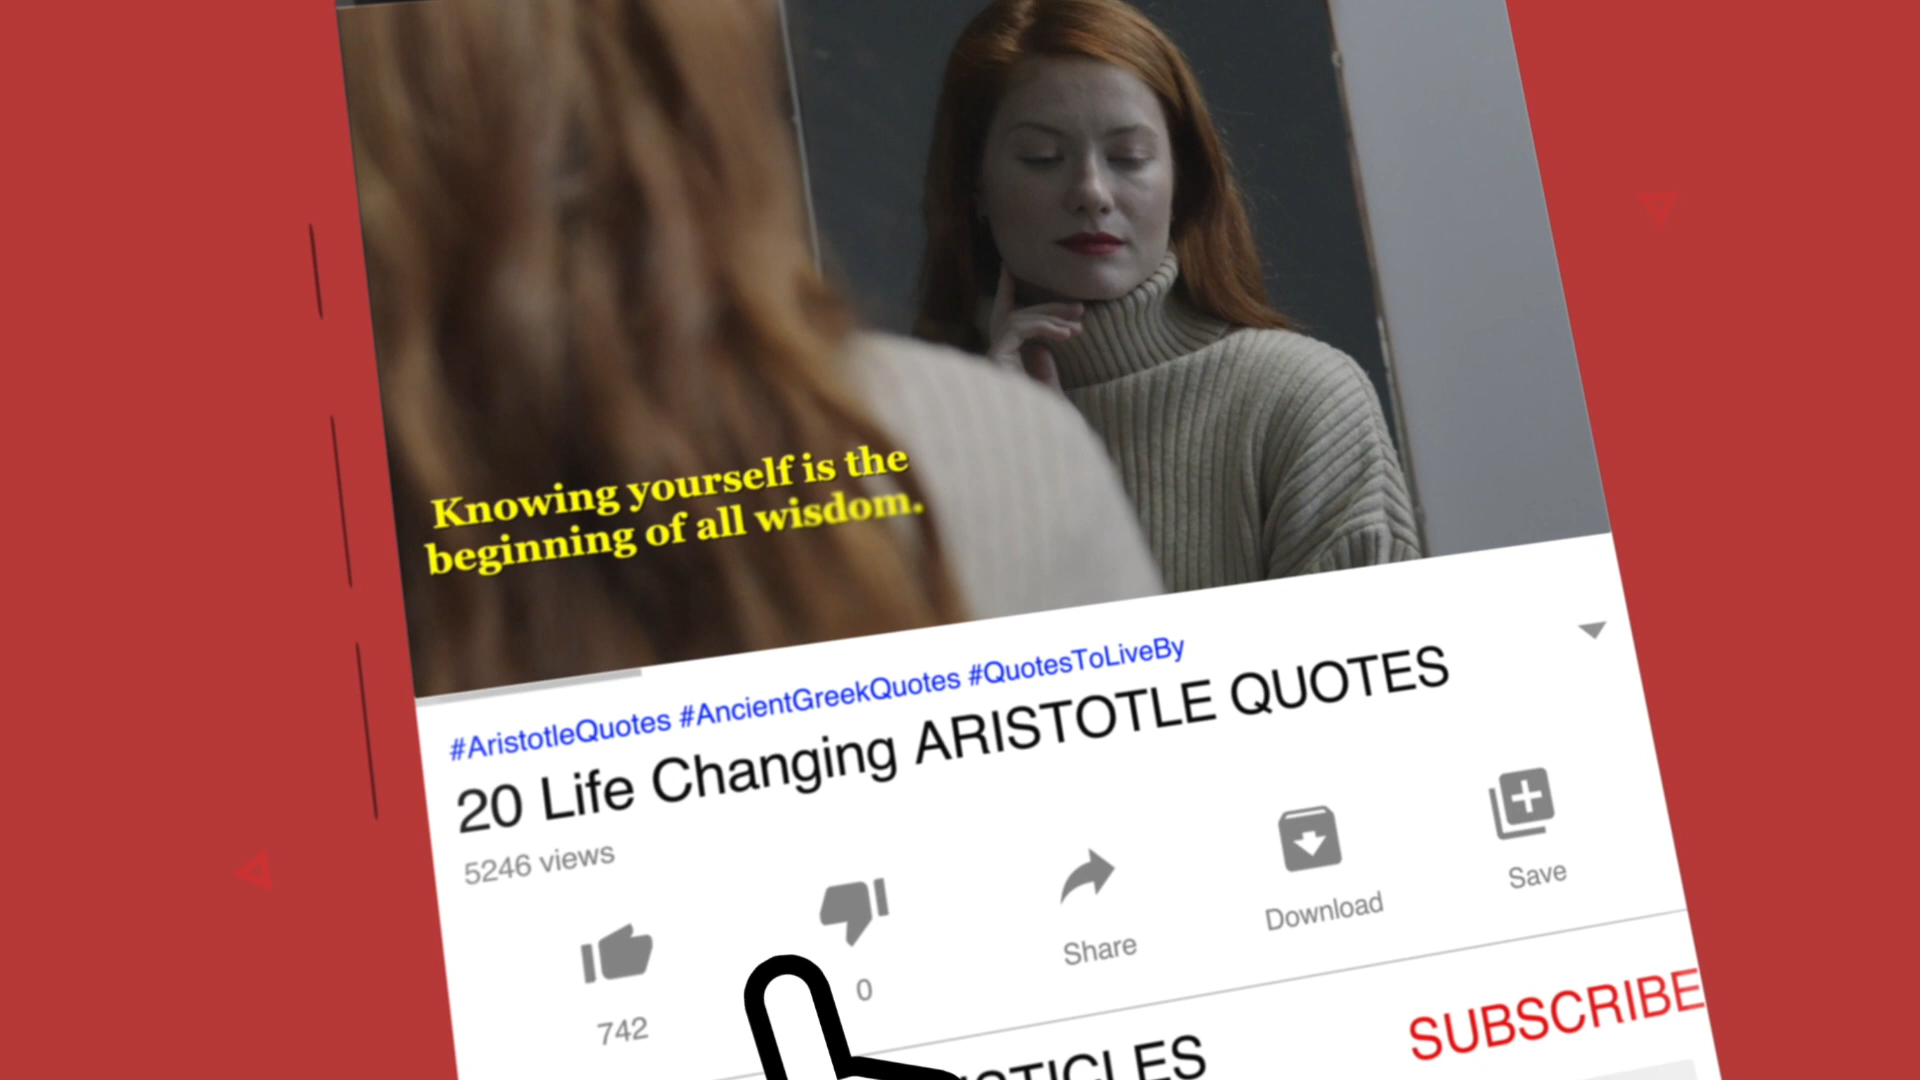 Knowing yourself is the
beginning of all wisdom.
#AristotleQuotes #AncientGreekQuotes #QuotesToLiveBy
20 Life Changing ARISTOTLE QUOTES
5246 views
742
0
Share
Download
Save
SUBSCRIBE